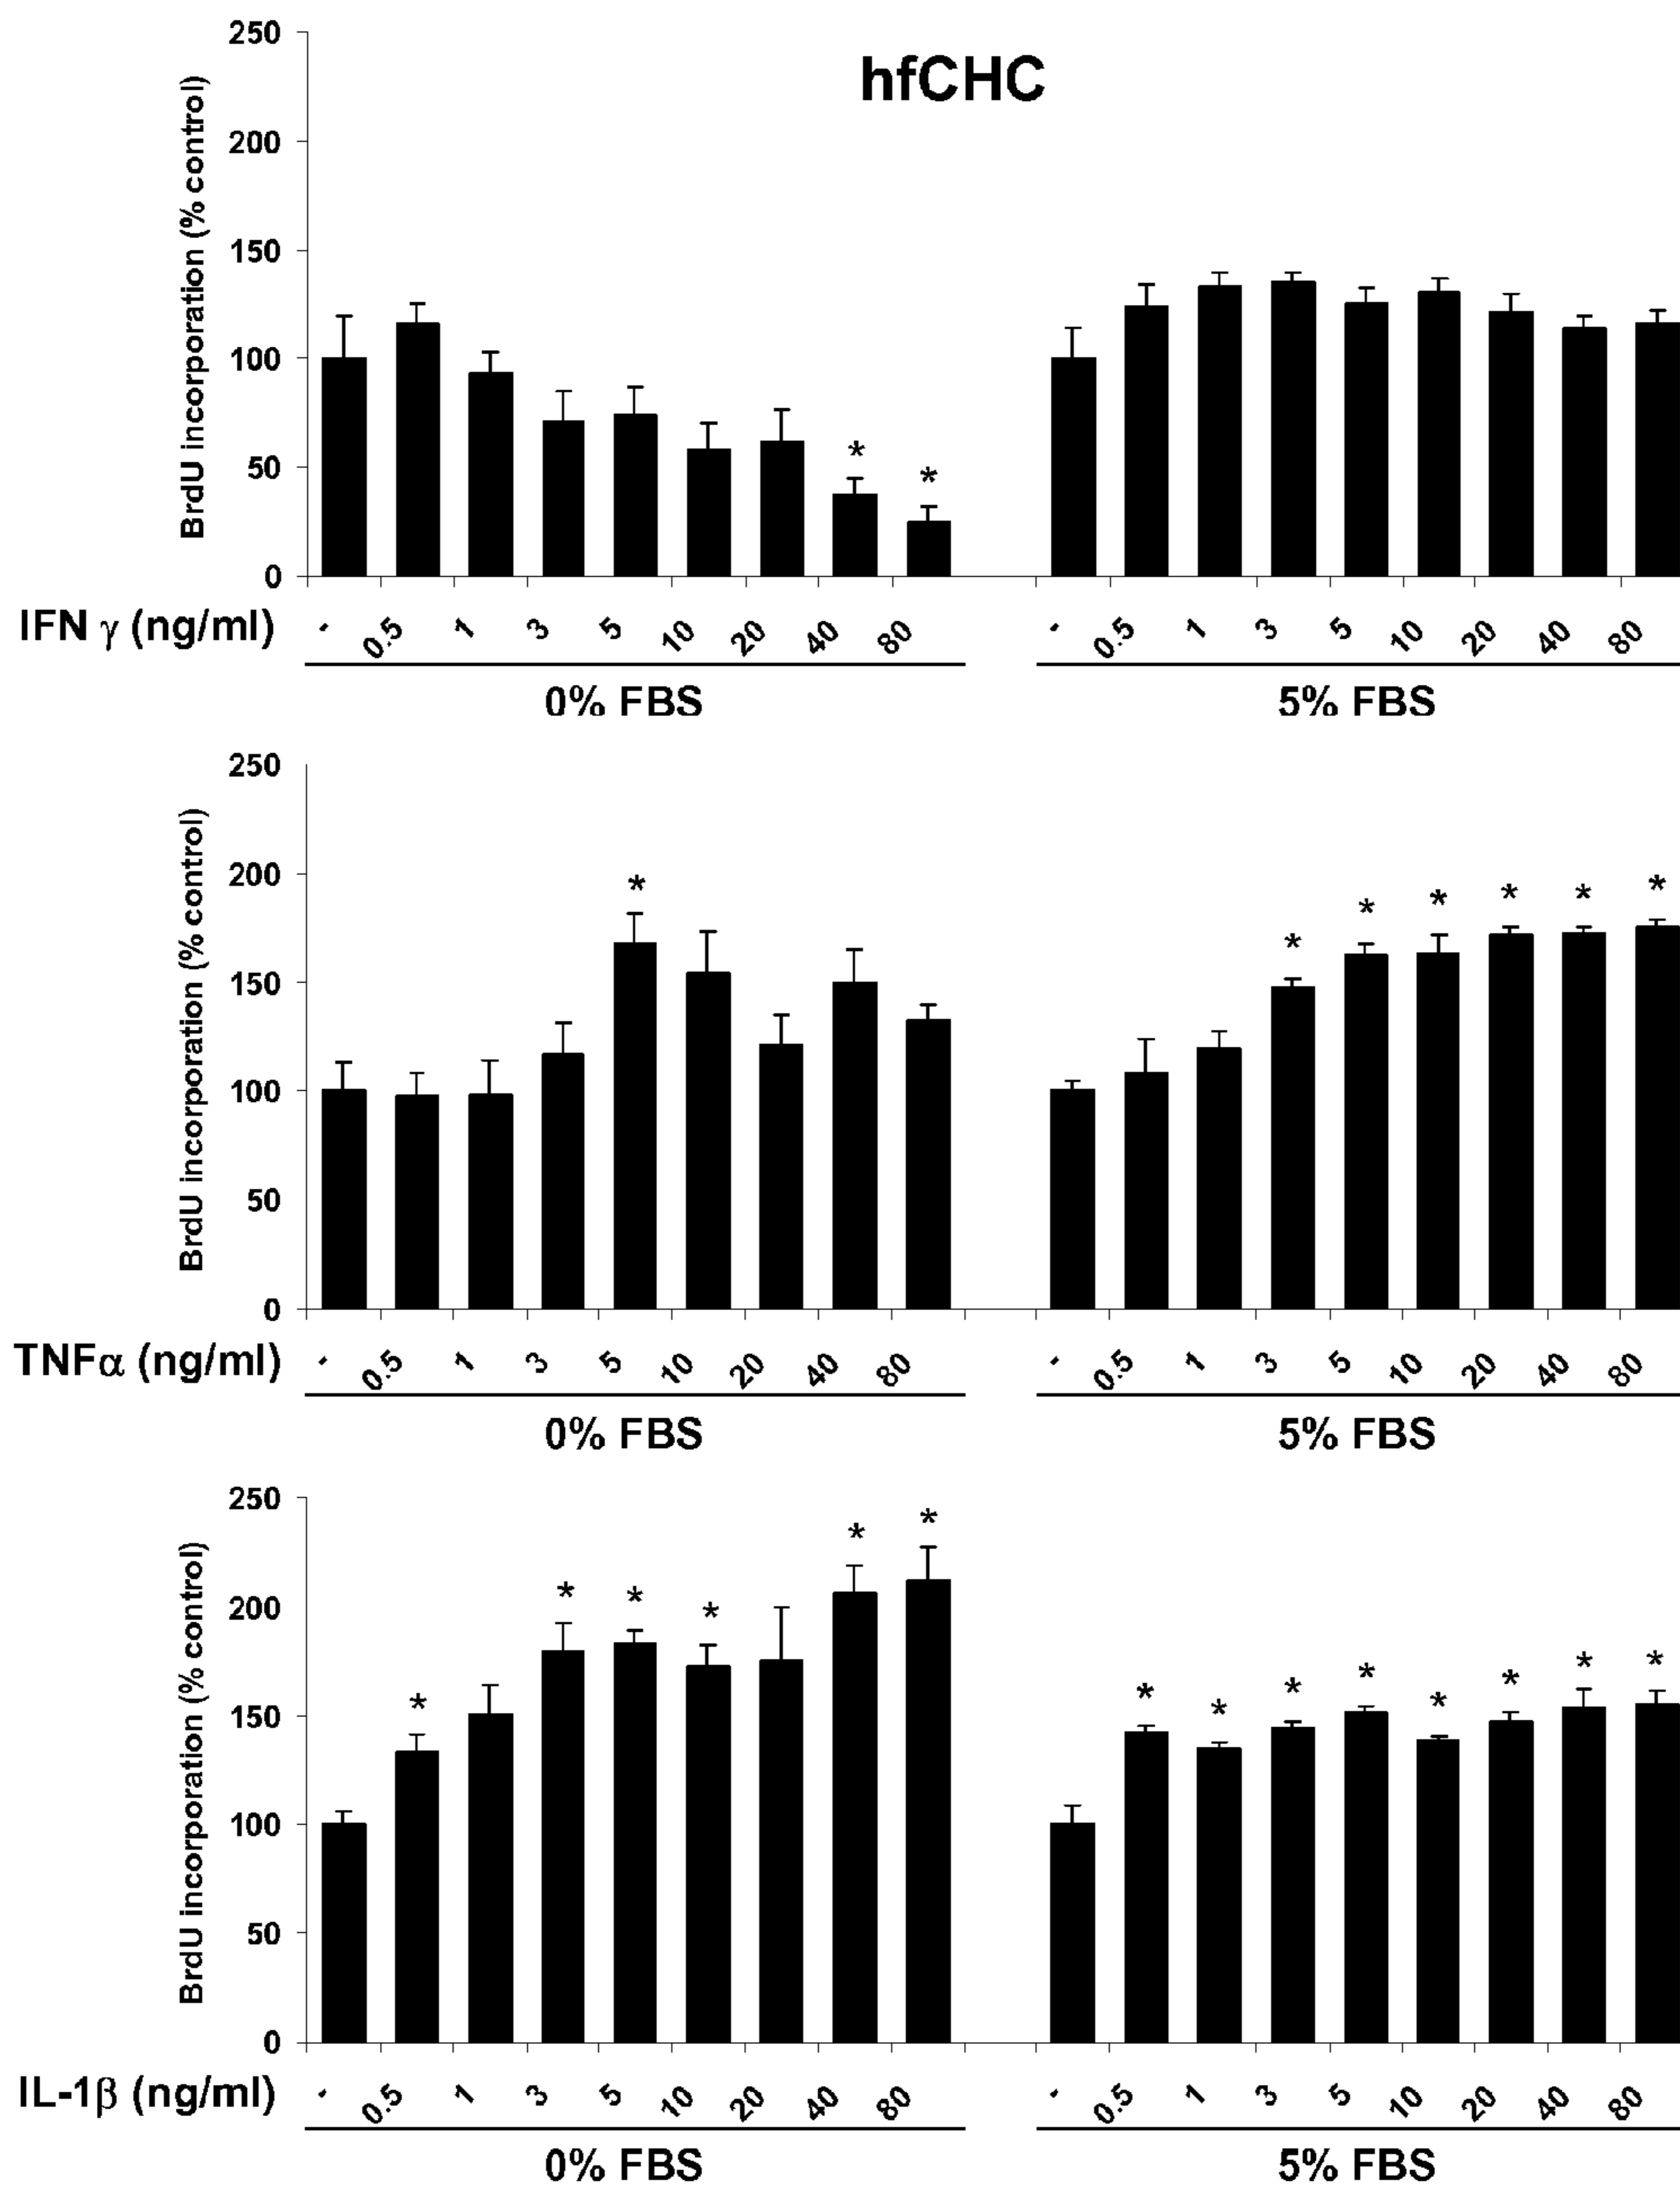 hfCHC
BrdU incorporation (% control)
250
200
150
100
50
0
* *
IFN γ (ng/ml)
- 0.5 1 3 5 10 20 40 80 - 0.5 1 3 5 10 20 40 80
0% FBS 5% FBS
BrdU incorporation (% control)
250
200
150
100
50
0
* * * * * * *
TNFα (ng/ml)
- 0.5 1 3 5 10 20 40 80 - 0.5 1 3 5 10 20 40 80
0% FBS 5% FBS
BrdU incorporation (% control)
250
200
150
100
50
0
* * * * * * * * * * * * * *
IL-1β (ng/ml)
- 0.5 1 3 5 10 20 40 80 - 0.5 1 3 5 10 20 40 80
0% FBS 5% FBS